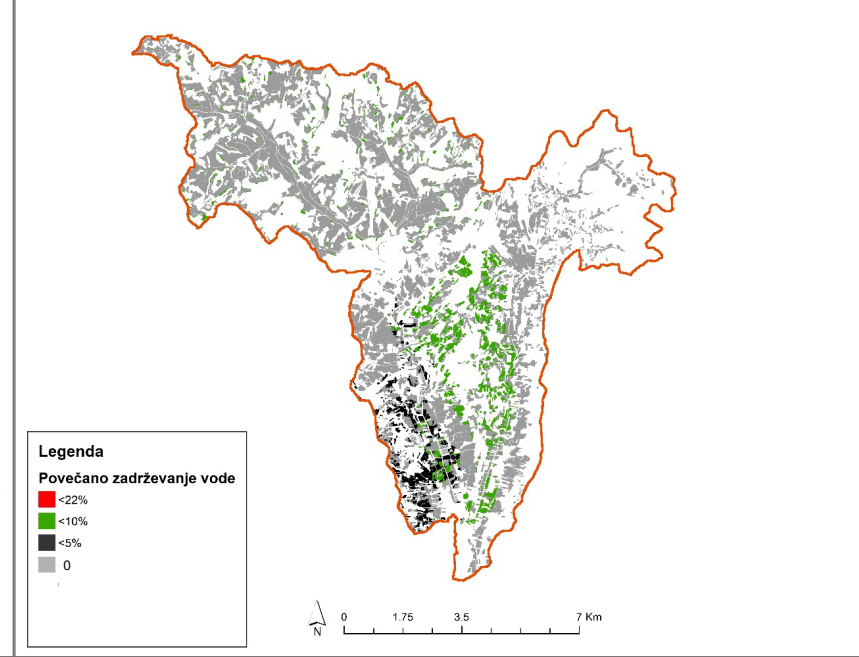 Legenda
Povečano zadrževanje vode
<22%
<10%
<5%
0
0 1.75 3.5 7 Km
N